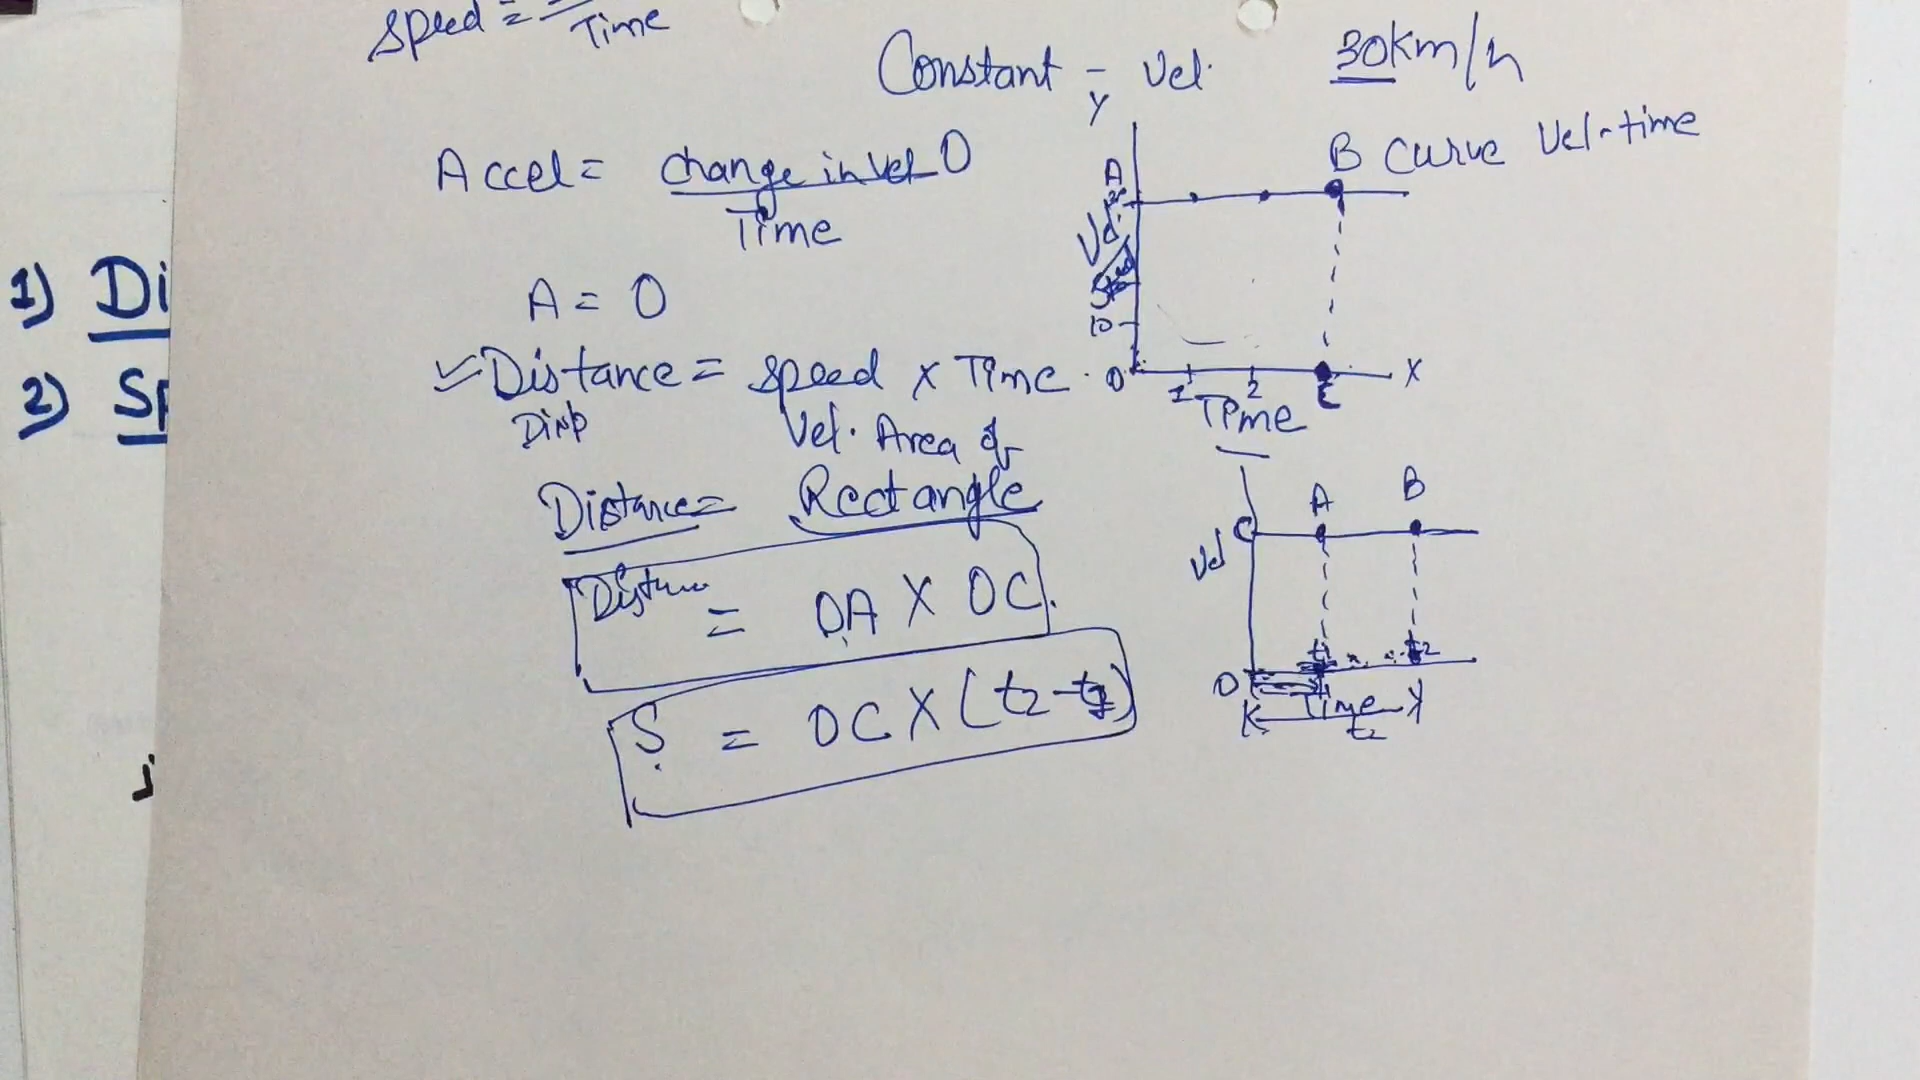 Speed =
Time
Constant - Vel.
30km/h
Accel = change in vel 0
Time
A = 0
Distance = speed x Time.
Disp
Vel. Area of
Distance = Rectangle
Distance = OA X OC.
S = OC X (t2-t1)
Y
A
B Curve Vel-time
Vel.
10
0
1
2
X
Time
A
B
C
Vel
t1
t2
O
Time
t2
1) Di
2) Sp